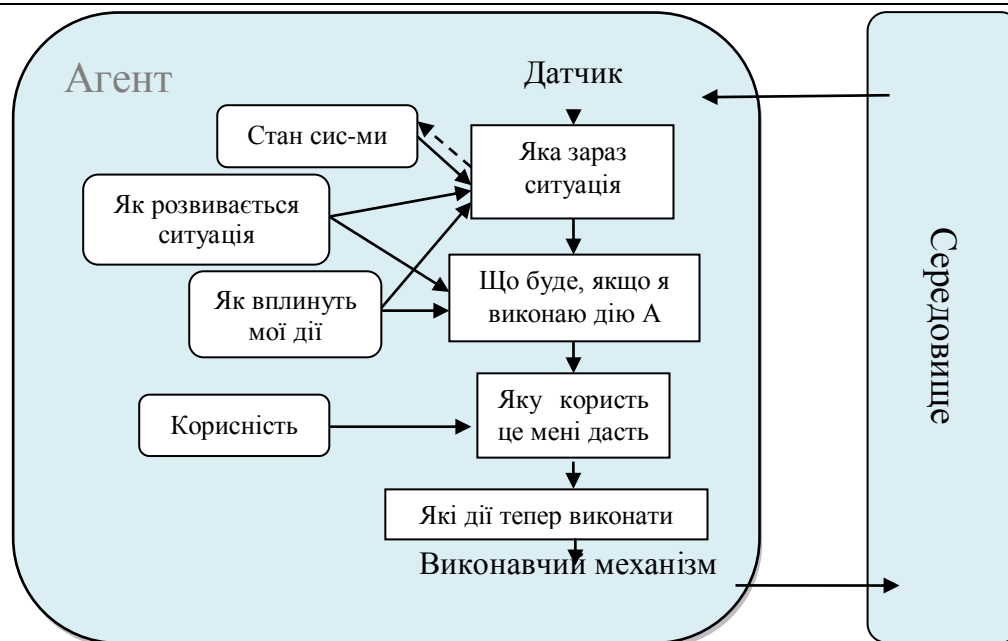 Агент
Датчик
Стан сис-ми
Яка зараз
ситуація
Як розвивається
ситуація
Що буде, якщо я
виконаю дію А
Як вплинуть
мої дії
Яку користь
це мені дасть
Корисність
Які дії тепер виконати
Виконавчий механізм
Середовище